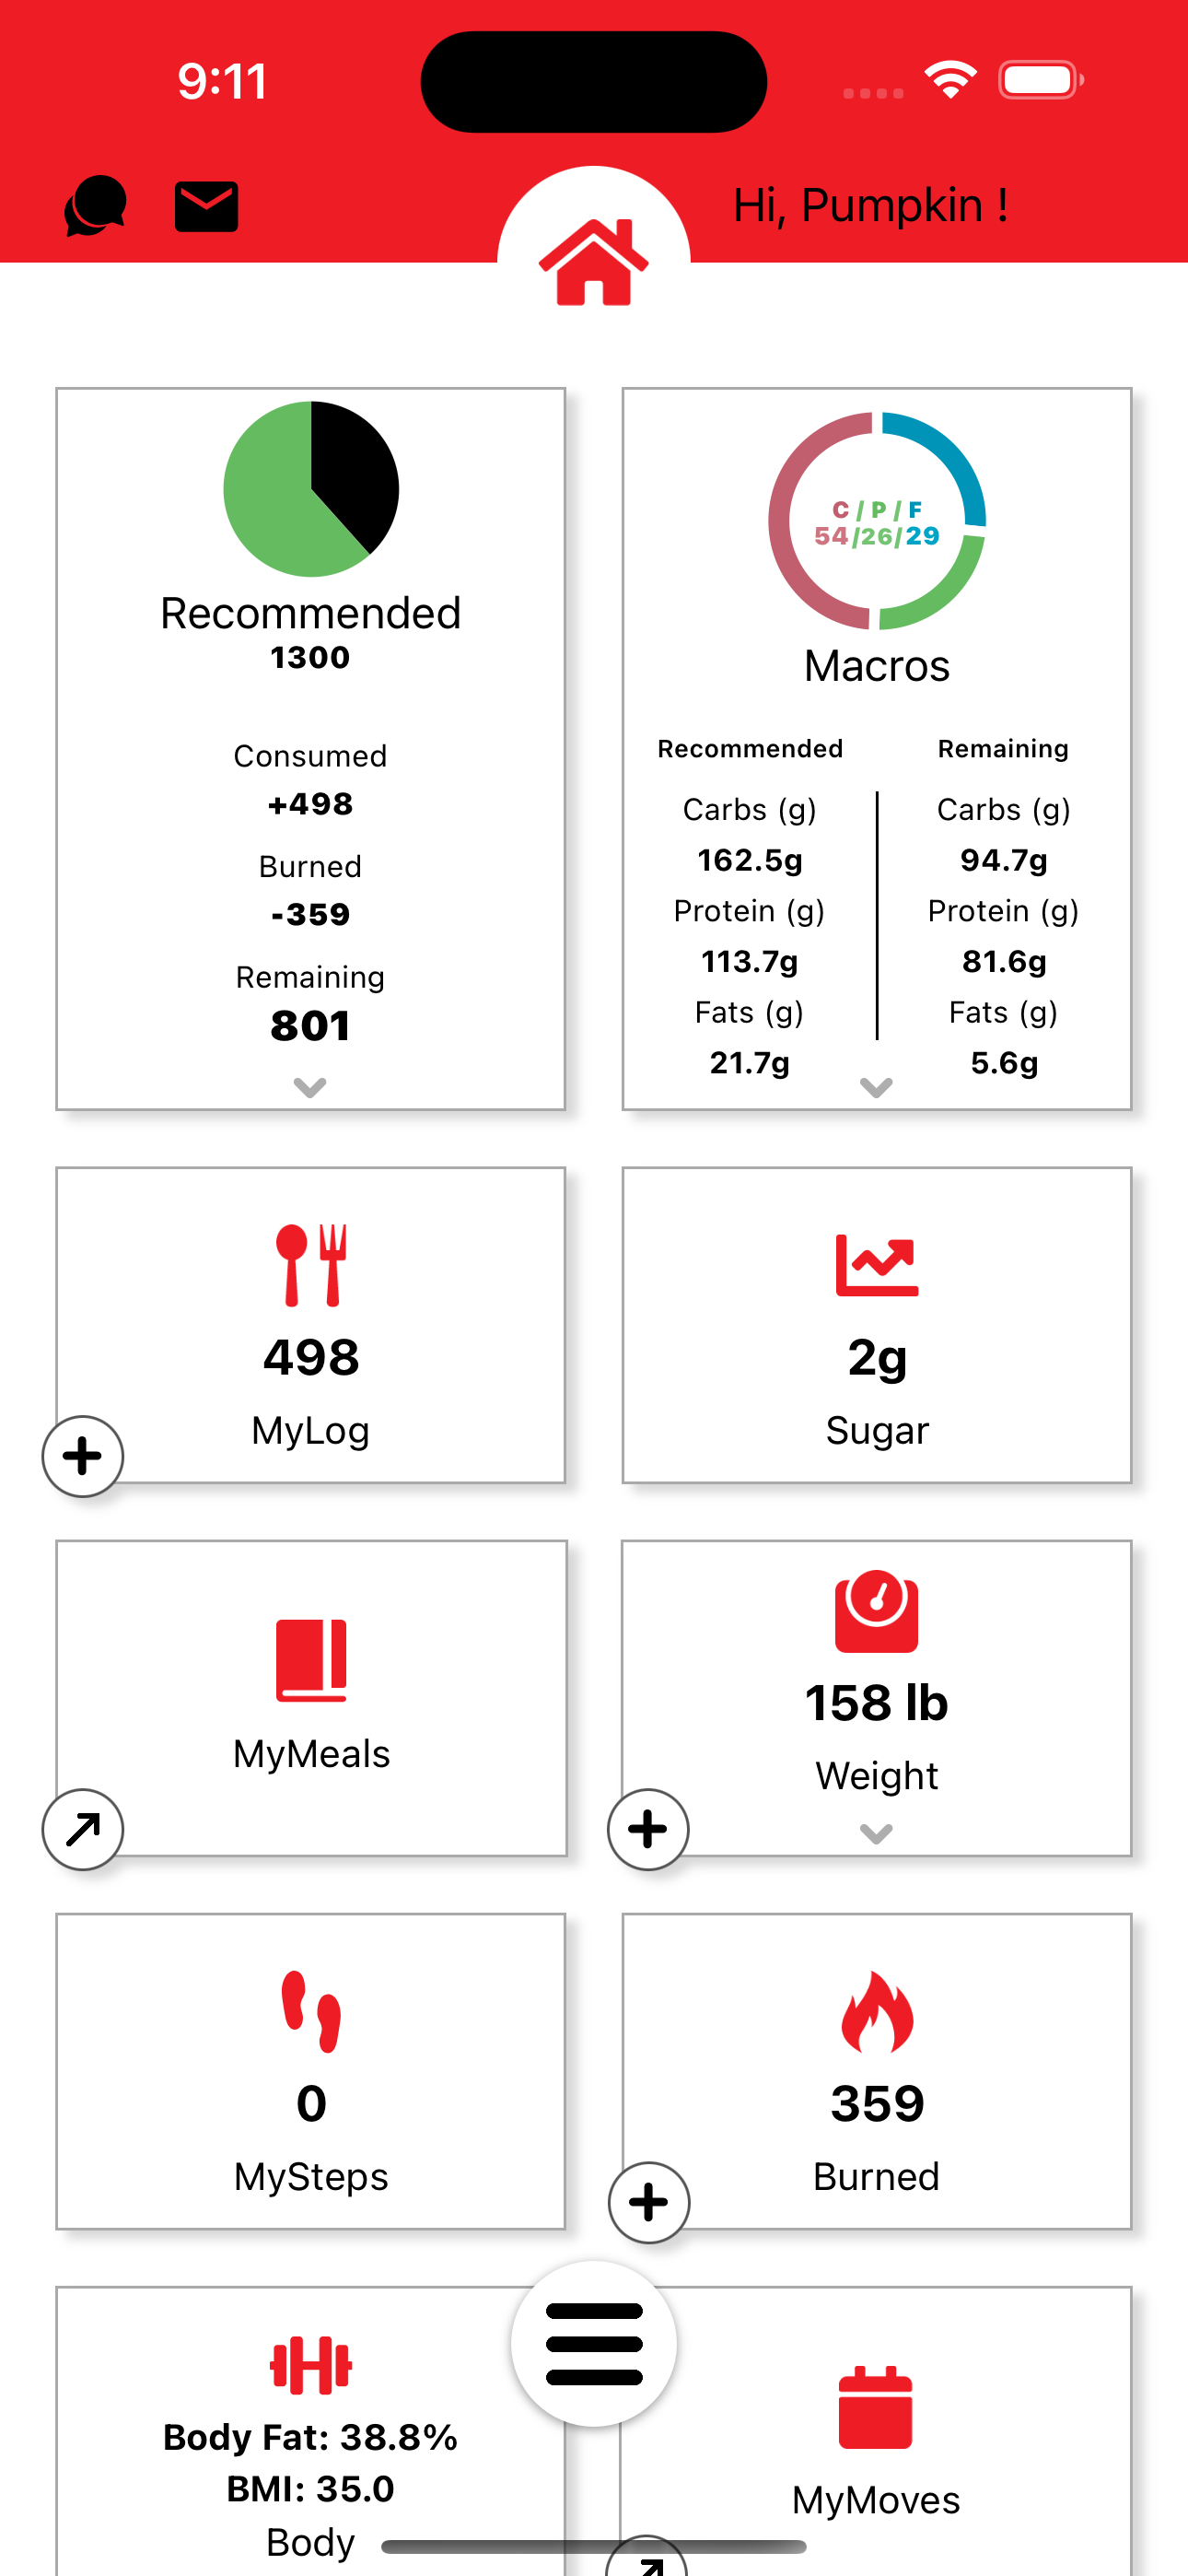 9:11
Hi, Pumpkin !
Recommended
1300
Consumed
+498
Burned
-359
Remaining
801
C / P / F
54/26/29
Macros
Recommended
Carbs (g)
162.5g
Protein (g)
113.7g
Fats (g)
21.7g
Remaining
Carbs (g)
94.7g
Protein (g)
81.6g
Fats (g)
5.6g
498
MyLog
2g
Sugar
MyMeals
158 lb
Weight
0
MySteps
359
Burned
Body Fat: 38.8%
BMI: 35.0
Body
MyMoves